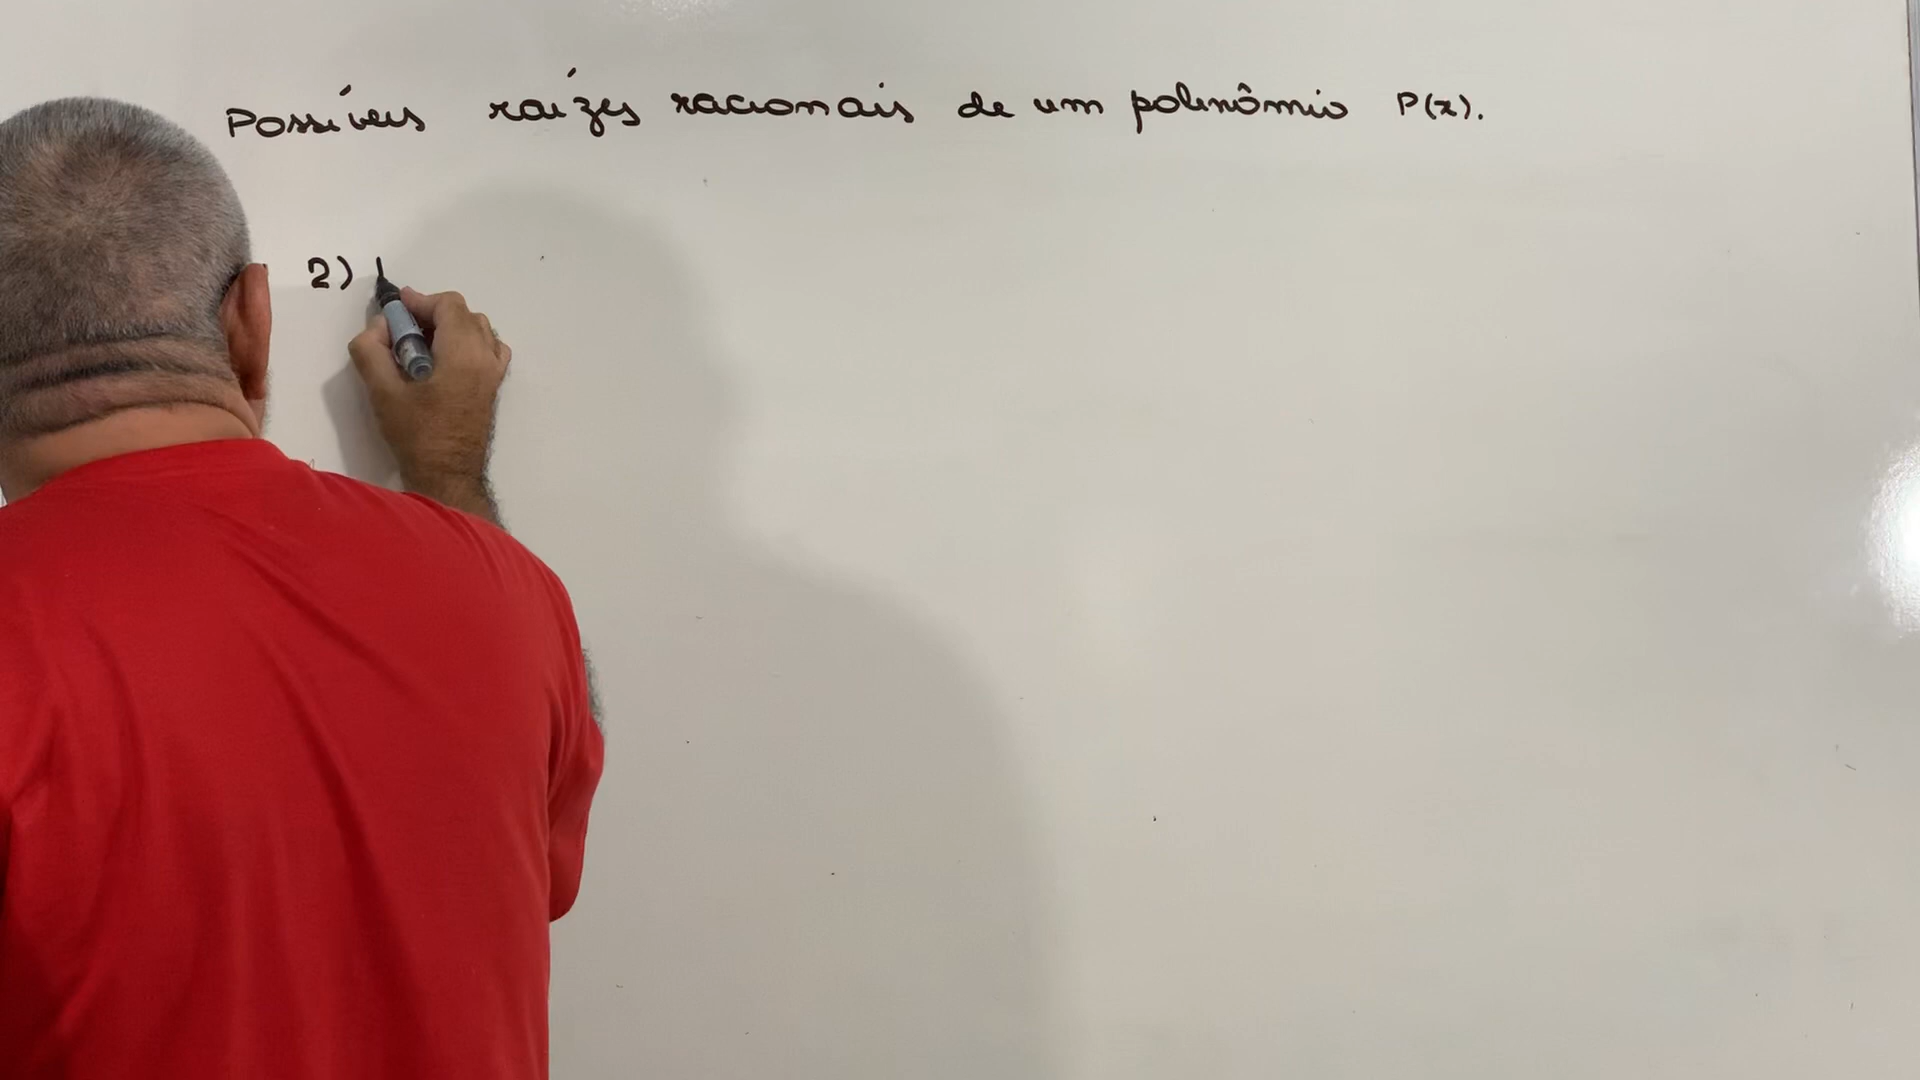 Possíveis raízes racionais de um polinômio P(x).
2)